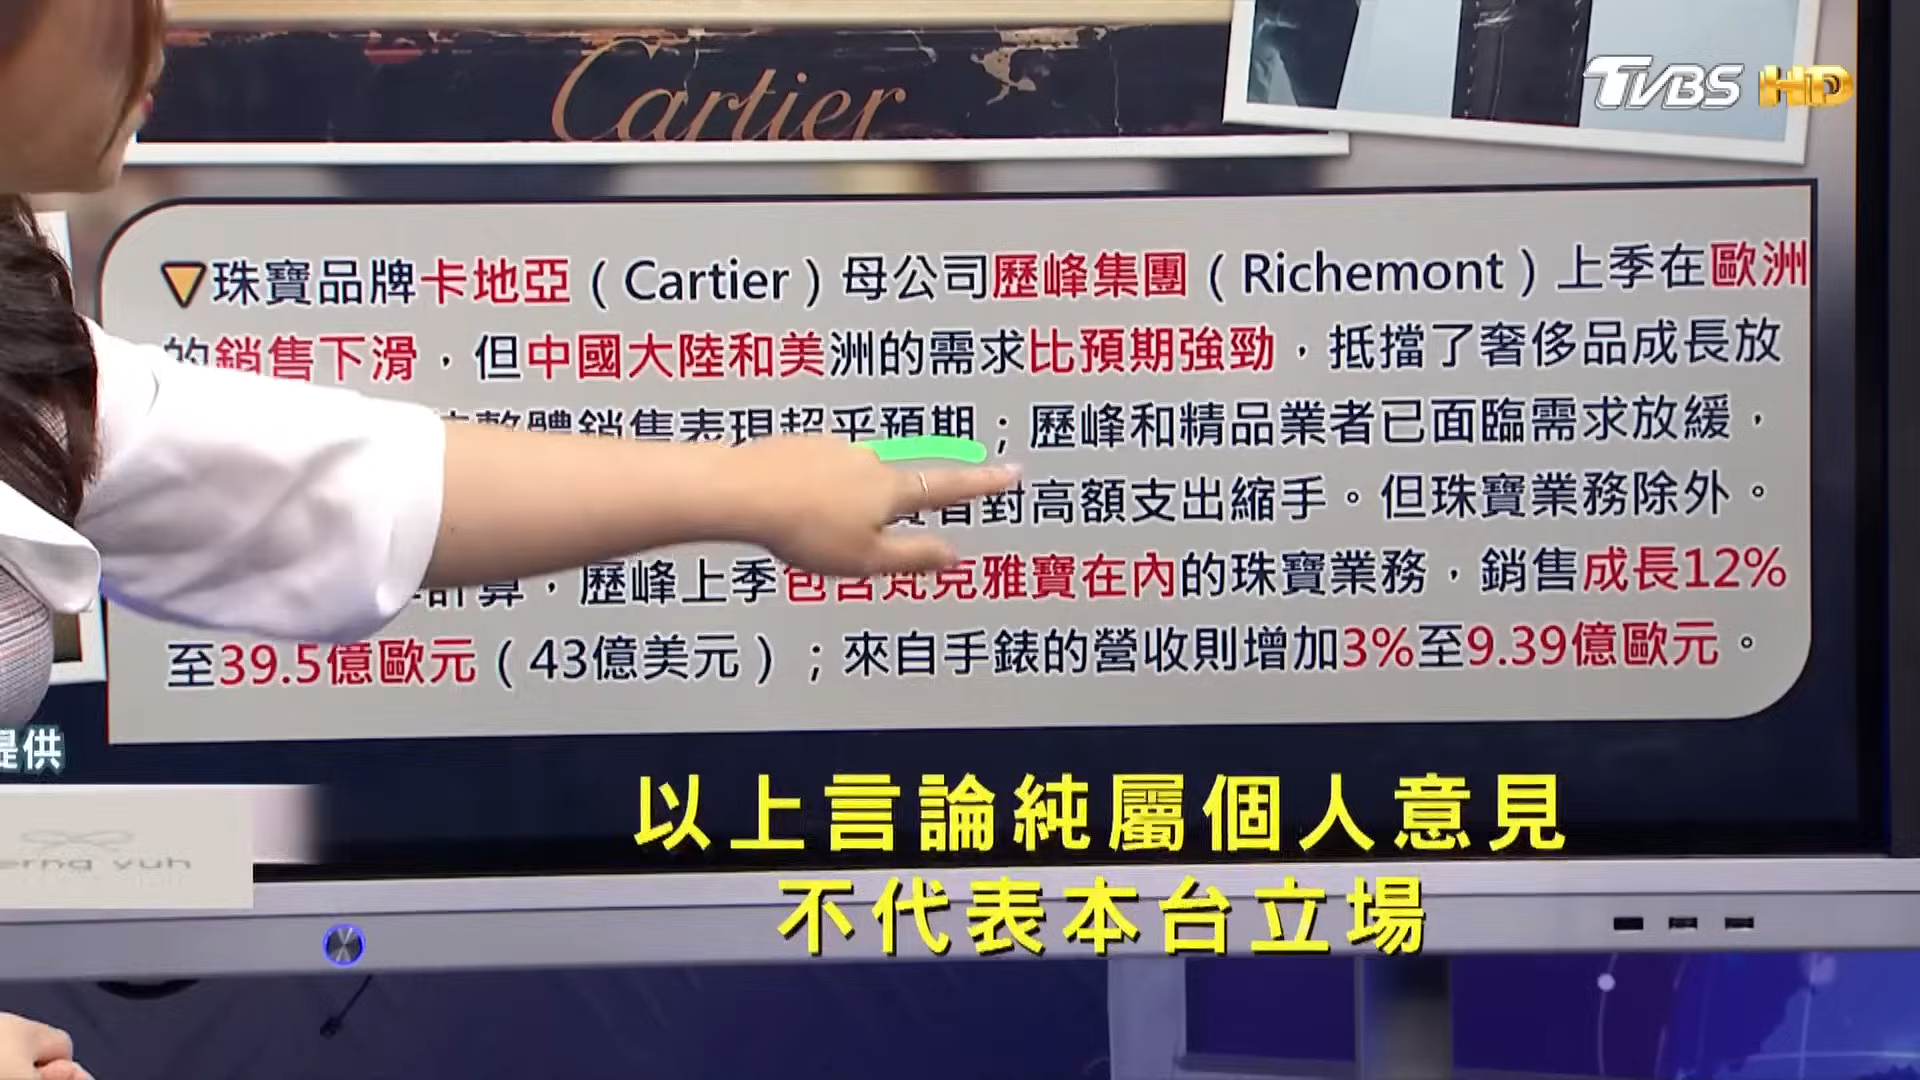 Cartier
TVBS HD
▼珠寶品牌卡地亞（Cartier）母公司歷峰集團（Richemont）上季在歐洲
的銷售下滑，但中國大陸和美洲的需求比預期強勁，抵擋了奢侈品成長放
整體銷售表現超乎預期；歷峰和精品業者已面臨需求放緩，
對高額支出縮手。但珠寶業務除外。
計算，歷峰上季包含梵克雅寶在內的珠寶業務，銷售成長12%
至39.5億歐元（43億美元）；來自手錶的營收則增加3%至9.39億歐元。
提供
erng yuh
以上言論純屬個人意見
不代表本台立場